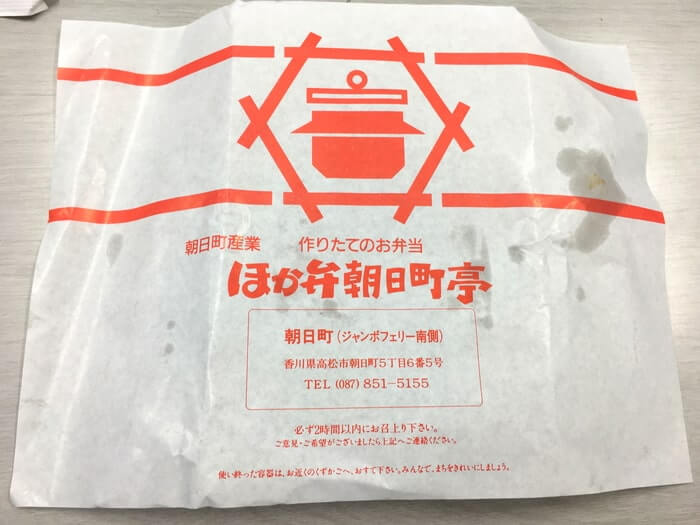 朝日町産業　作りたてのお弁当
ほか弁朝日町亭
朝日町(ジャンボフェリー南側)
香川県高松市朝日町5丁目6番5号
TEL (087) 851-5155
必ず2時間以内にお召上り下さい。
ご意見・ご希望がございましたら上記へご連絡ください。
使い終った容器は、お近くのくずかごへ、おすて下さい。みんなで、まちをきれいにしましょう。